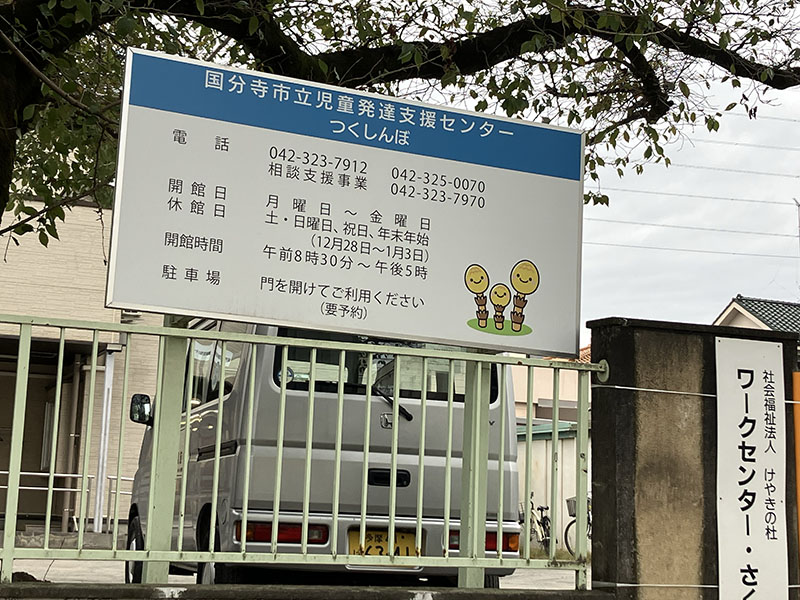 国分寺市立児童発達支援センター
つくしんぼ
電話 042-323-7912 042-325-0070
相談支援事業 042-323-7970
開館日 月曜日～金曜日
休館日 土・日曜日、祝日、年末年始
(12月28日～1月3日)
開館時間 午前8時30分～午後5時
駐車場 門を開けてご利用ください
(要予約)
社会福祉法人 けやきの杜
ワークセンター・さく
多摩